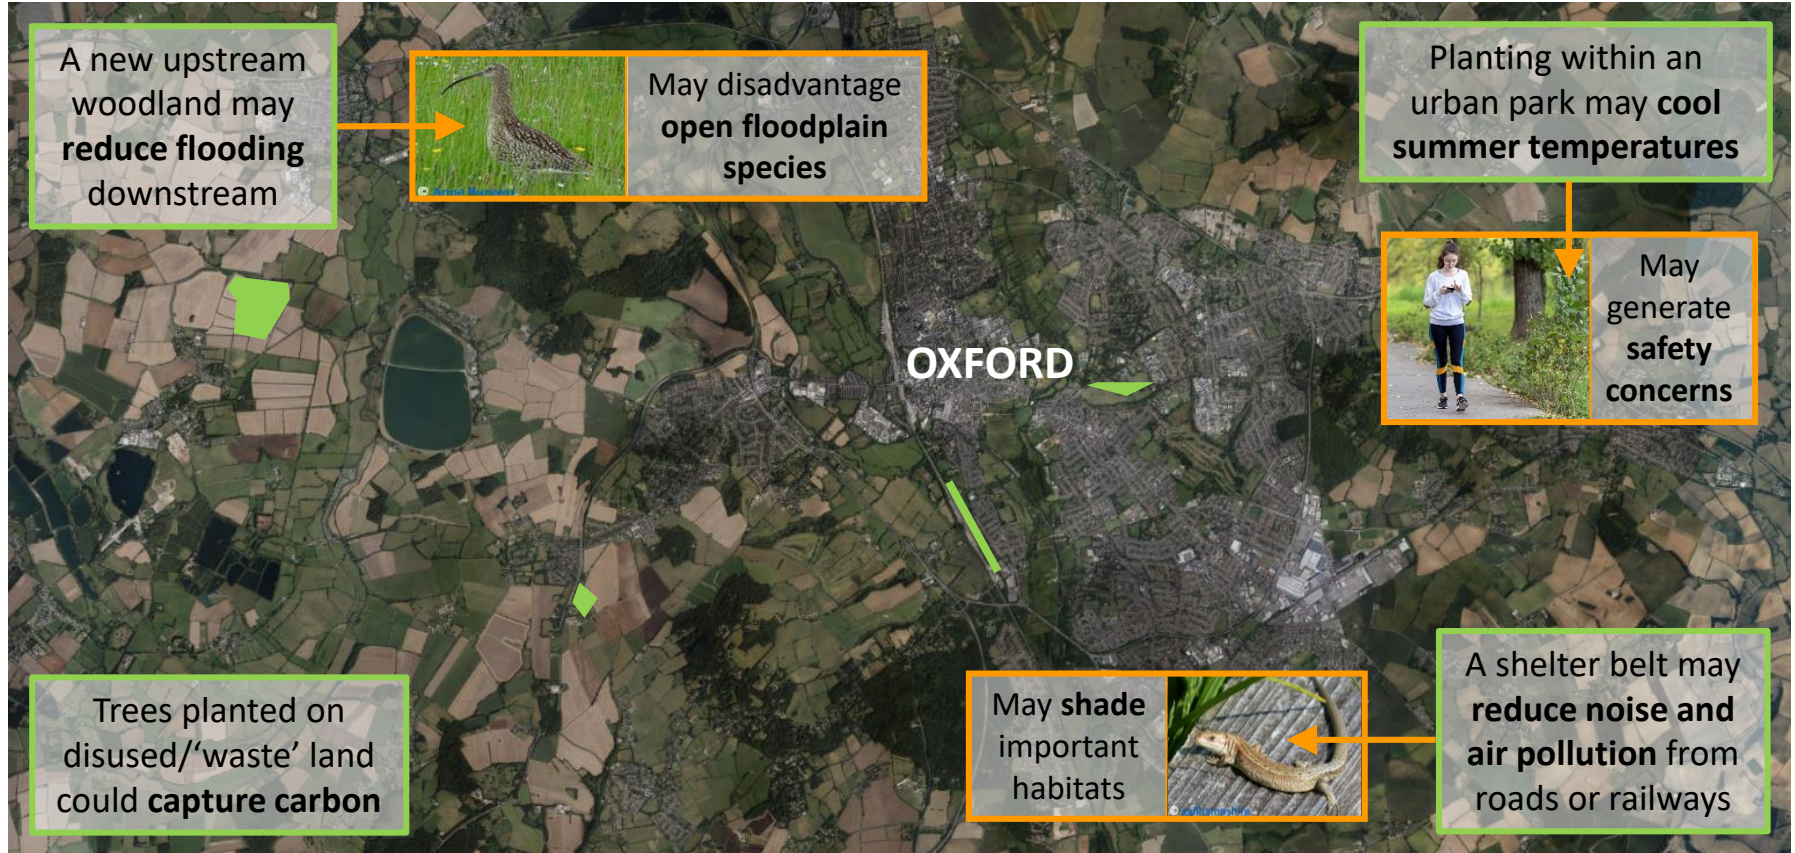 A new upstream
woodland may
reduce flooding
downstream
May disadvantage
open floodplain
species
© Anne Burgess
Planting within an
urban park may cool
summer temperatures
May
generate
safety
concerns
OXFORD
Trees planted on
disused/‘waste’ land
could capture carbon
May shade
important
habitats
©
A shelter belt may
reduce noise and
air pollution from
roads or railways